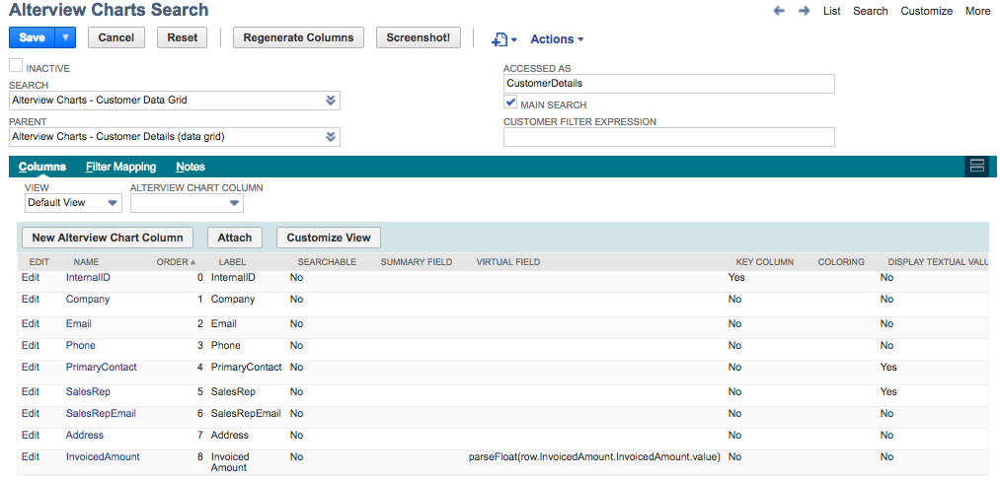 Alterview Charts Search
List Search Customize More
Save Cancel Reset Regenerate Columns Screenshot! Actions
INACTIVE
ACCESSED AS
SEARCH
CustomerDetails
Alterview Charts - Customer Data Grid
MAIN SEARCH
PARENT
CUSTOMER FILTER EXPRESSION
Alterview Charts - Customer Details (data grid)
Columns Filter Mapping Notes
VIEW ALTERVIEW CHART COLUMN
Default View
New Alterview Chart Column Attach Customize View
EDIT NAME ORDER LABEL SEARCHABLE SUMMARY FIELD VIRTUAL FIELD KEY COLUMN COLORING DISPLAY TEXTUAL VALU
Edit InternalID 0 InternalID No Yes No
Edit Company 1 Company No No No
Edit Email 2 Email No No No
Edit Phone 3 Phone No No No
Edit PrimaryContact 4 PrimaryContact No No Yes
Edit SalesRep 5 SalesRep No No Yes
Edit SalesRepEmail 6 SalesRepEmail No No No
Edit Address 7 Address No No No
Edit InvoicedAmount 8 Invoiced No parseFloat(row.InvoicedAmount.InvoicedAmount.value) No No
Amount